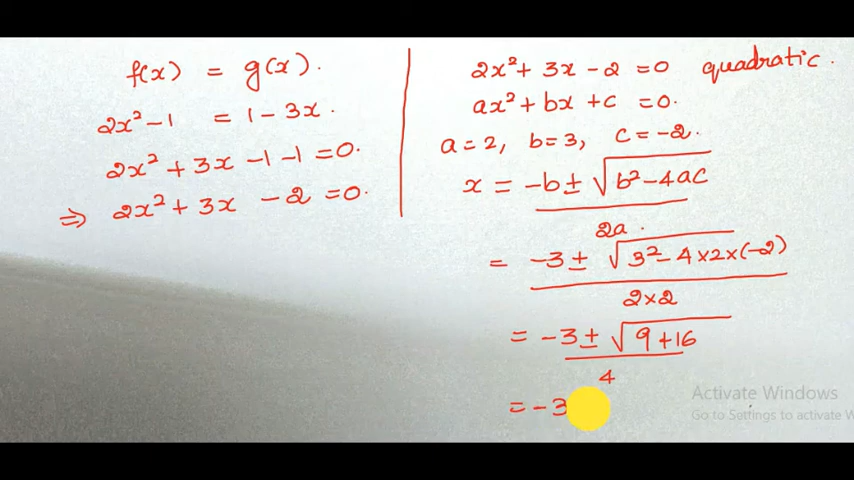 f(x) = g(x).
2x² - 1 = 1 - 3x.
2x² + 3x - 1 - 1 = 0.
⇒ 2x² + 3x - 2 = 0.
2x² + 3x - 2 = 0 quadratic.
ax² + bx + c = 0.
a = 2, b = 3, c = -2.
x = -b ± √b² - 4ac
2a.
= -3 ± √3² - 4×2×(-2)
2×2
= -3 ± √9 + 16
4
= -3
Activate Windows
Go to Settings to activate W